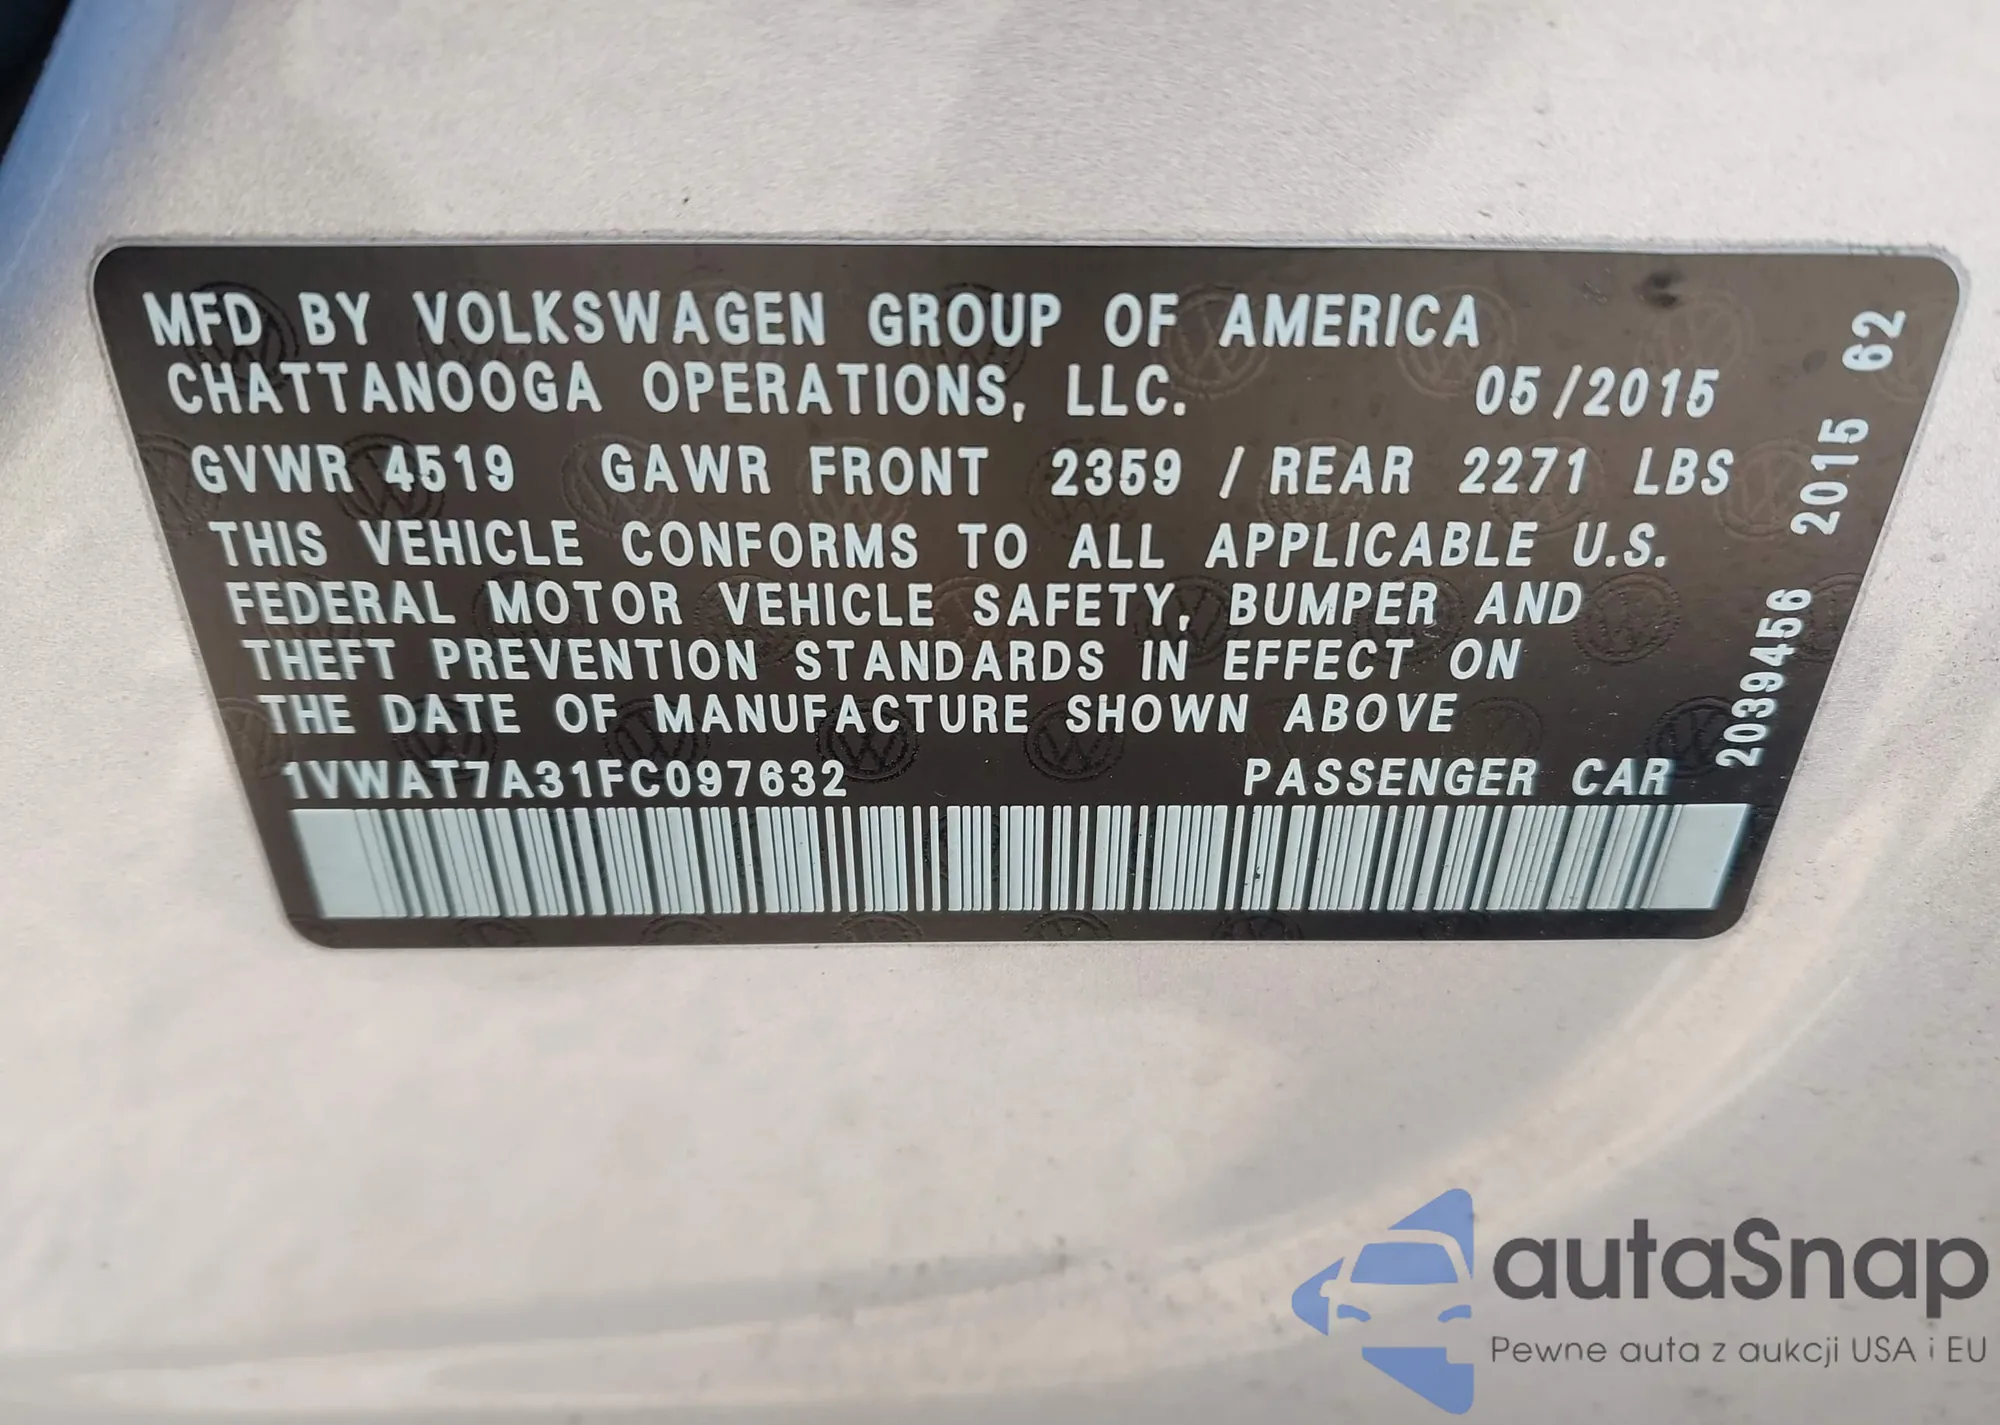 MFD BY VOLKSWAGEN GROUP OF AMERICA
CHATTANOOGA OPERATIONS, LLC. 05/2015
GVWR 4519 GAWR FRONT 2359 / REAR 2271 LBS
THIS VEHICLE CONFORMS TO ALL APPLICABLE U.S.
FEDERAL MOTOR VEHICLE SAFETY, BUMPER AND
THEFT PREVENTION STANDARDS IN EFFECT ON
THE DATE OF MANUFACTURE SHOWN ABOVE
1VWAT7A31FC097632 PASSENGER CAR
2039456 2015 62
autaSnap
Pewne auta z aukcji USA i EU